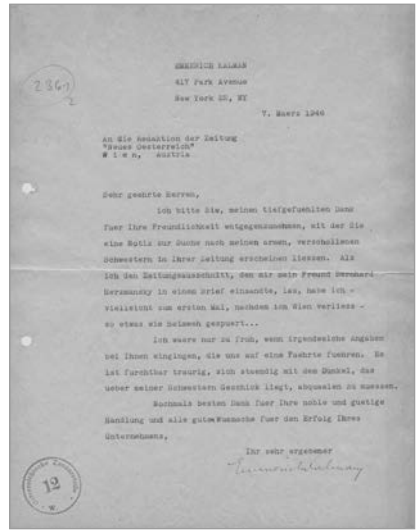 2361
2
EMMERICH KALMAN
417 Park Avenue
New York 22, NY
7. Maerz 1946
An die Redaktion der Zeitung
"Neues Oesterreich"
W i e n, Austria
Sehr geehrte Herren,
ich bitte Sie, meinen tiefgefuehlten Dank
fuer Ihre Freundlichkeit entgegenzunehmen, mit der Sie
eine Notiz zur Suche nach meinen armen, verschollenen
Schwestern in Ihrer Zeitung erscheinen liessen. Als
ich den Zeitungsausschnitt, den mir mein Freund Bernhard
Herzmansky in einem Brief einsandte, las, habe ich -
vielleicht zum ersten Mal, nachdem ich Wien verliess -
so etwas wie Heimweh gespuert...
Ich waere nur zu froh, wenn irgendwelche Angaben
bei Ihnen eingingen, die uns auf eine Faehrte fuehren. Es
ist furchtbar traurig, sich staendig mit dem Dunkel, das
ueber meiner Schwestern Geschick liegt, abquaelen zu muessen.
Nochmals besten Dank fuer Ihre noble und guetige
Handlung und alle guten Wuensche fuer den Erfolg Ihres
Unternehmens,
Ihr sehr ergebener
12
W